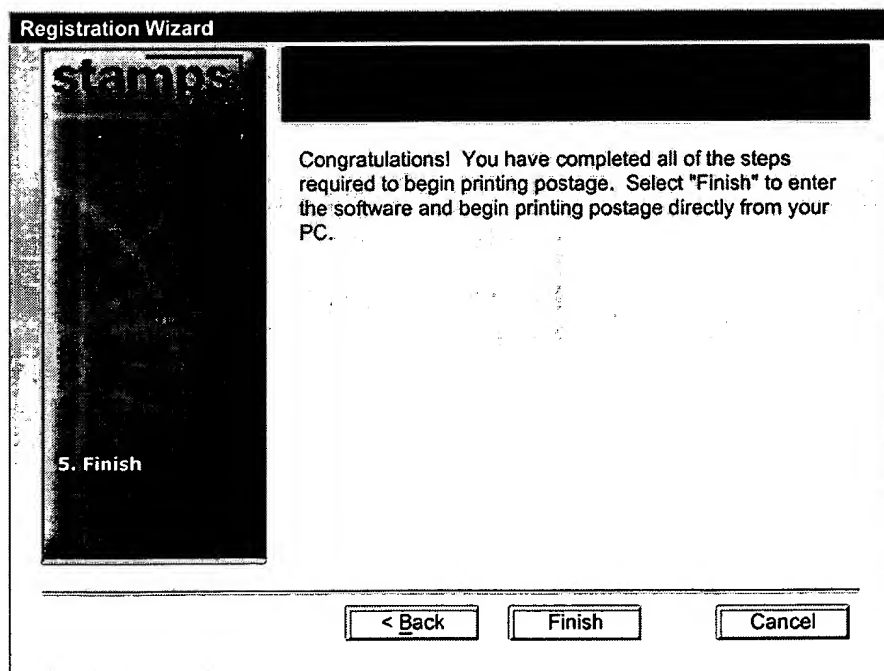 Registration Wizard
stamps
Congratulations! You have completed all of the steps
required to begin printing postage. Select "Finish" to enter
the software and begin printing postage directly from your
PC.
5. Finish
< Back
Finish
Cancel